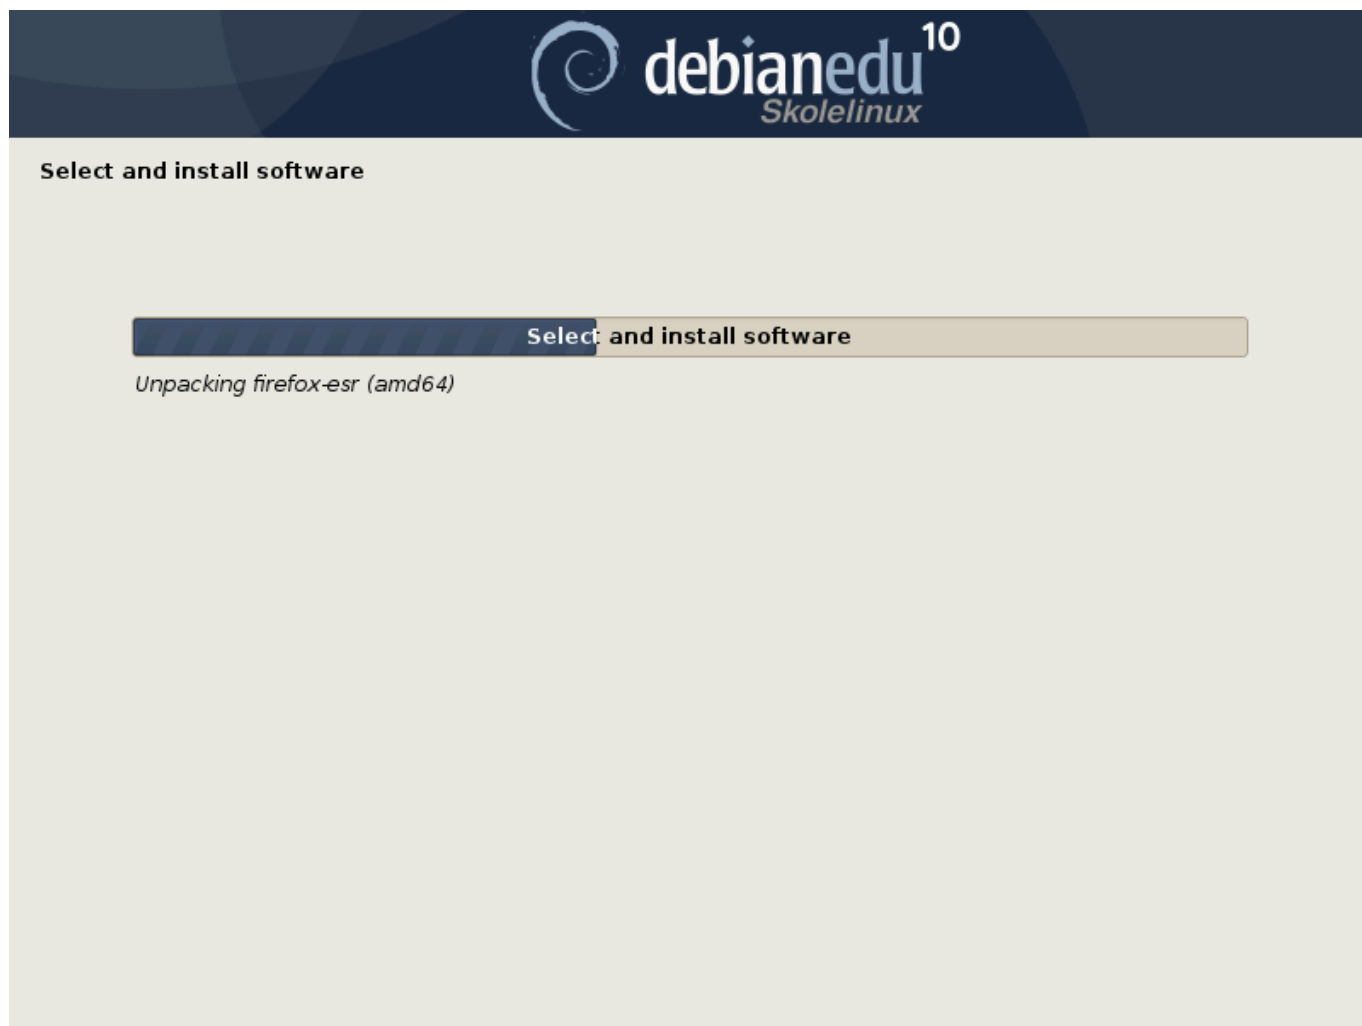 debianedu 10
Skolelinux
Select and install software
Select and install software
Unpacking firefox-esr (amd64)